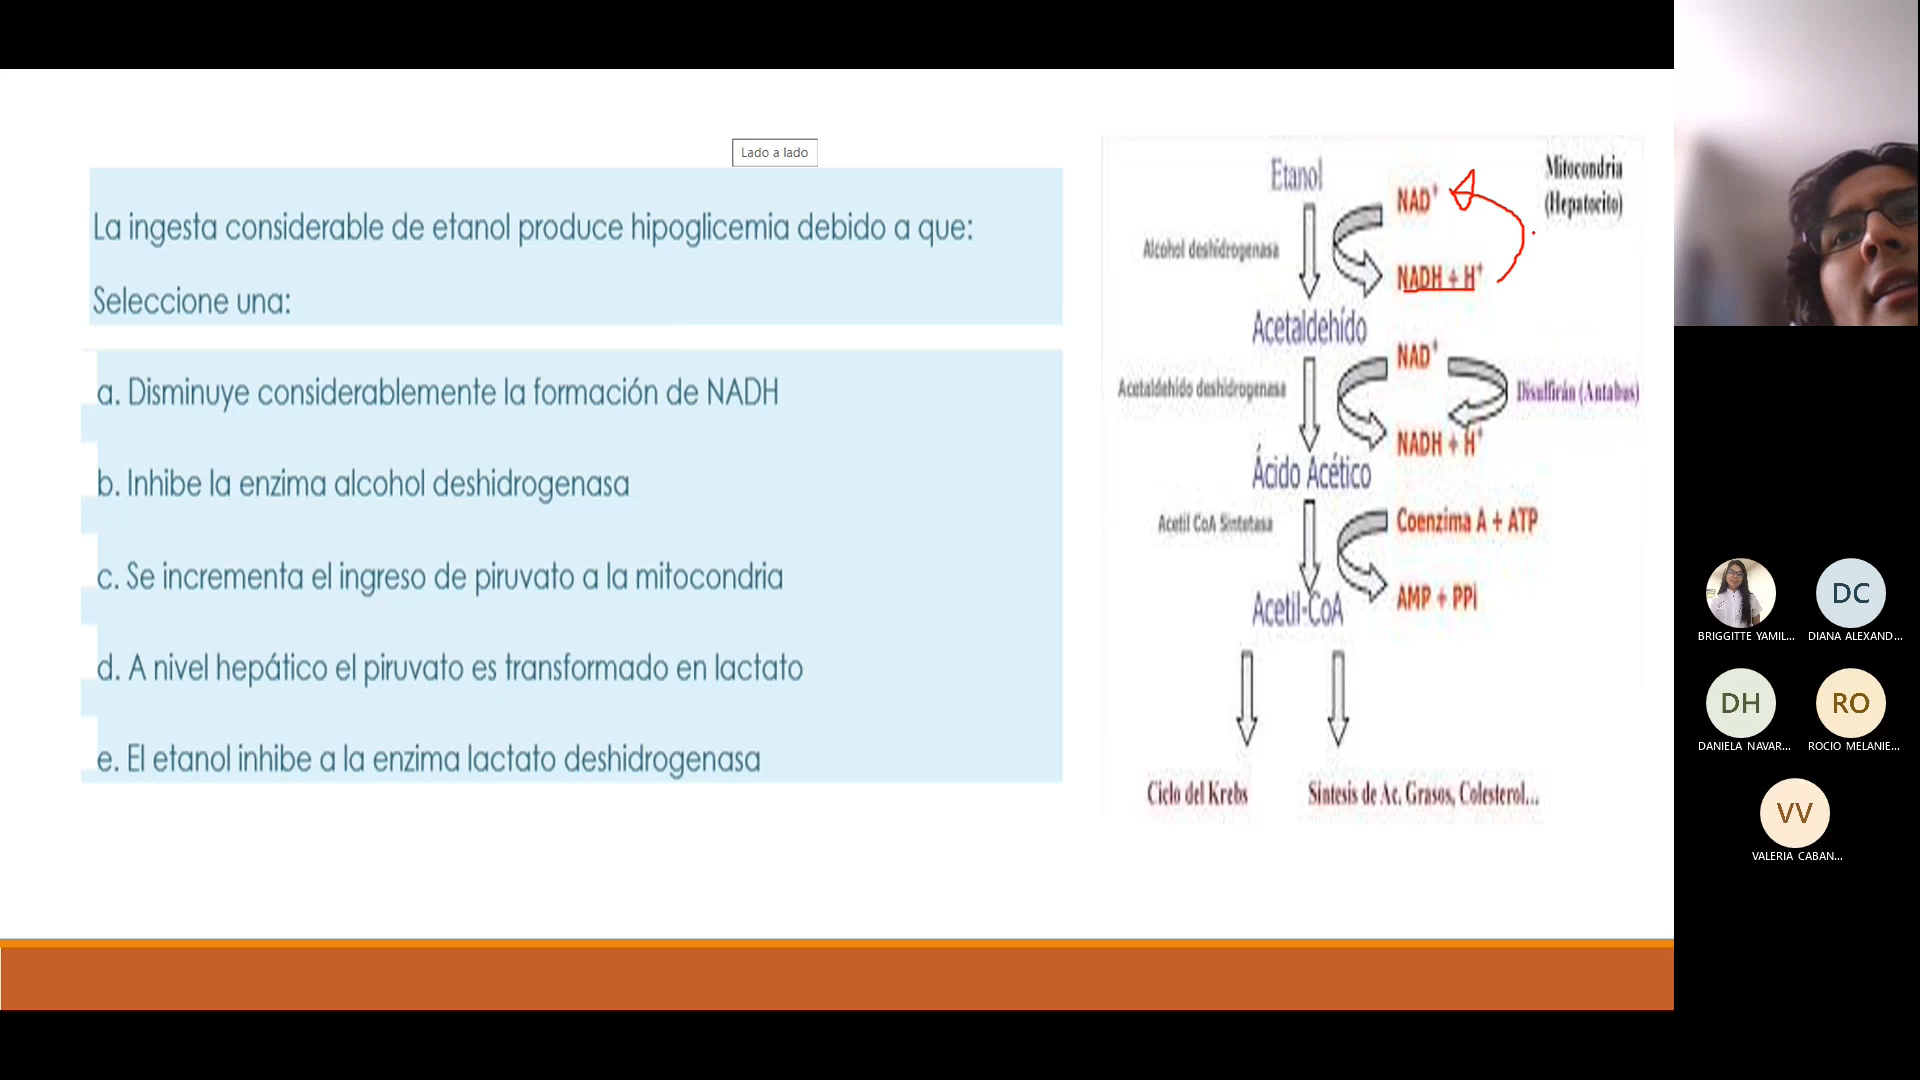 Lado a lado
La ingesta considerable de etanol produce hipoglicemia debido a que:
Seleccione una:
a. Disminuye considerablemente la formación de NADH
b. Inhibe la enzima alcohol deshidrogenasa
c. Se incrementa el ingreso de piruvato a la mitocondria
d. A nivel hepático el piruvato es transformado en lactato
e. El etanol inhibe a la enzima lactato deshidrogenasa
Etanol
Mitocondria
(Hepatocito)
NAD+
Alcohol deshidrogenasa
NADH + H+
Acetaldehído
NAD+
Acetaldehido deshidrogenasa
Disulfirán (Antabus)
NADH + H+
Ácido Acético
Acetil CoA Sintetasa
Coenzima A + ATP
AMP + PPi
Acetil-CoA
Ciclo del Krebs
Síntesis de Ac. Grasos, Colesterol...
BRIGGITTE YAMIL...
DC
DIANA ALEXAND...
DH
DANIELA NAVAR...
RO
ROCIO MELANIE...
VV
VALERIA CABAN...